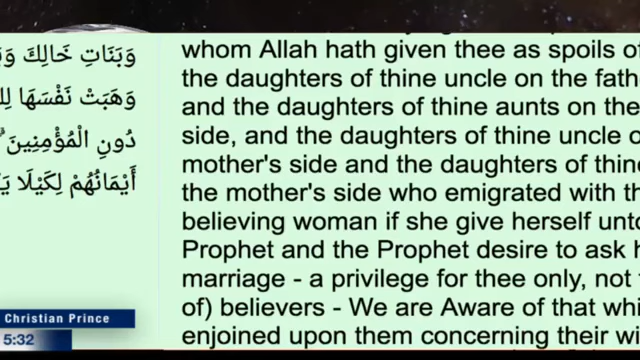 وَبَنَاتِ خَالِكَ
وَهَبَتْ نَفْسَهَا
دُونِ الْمُؤْمِنِينَ ۗ
أَيْمَانُهُمْ لِكَيْلَا
whom Allah hath given thee as spoils of
the daughters of thine uncle on the fath
and the daughters of thine aunts on the
side, and the daughters of thine uncle o
mother's side and the daughters of thin
the mother's side who emigrated with th
believing woman if she give herself unto
Prophet and the Prophet desire to ask h
marriage - a privilege for thee only, not
of) believers - We are Aware of that whi
enjoined upon them concerning their wi
Christian Prince
5:32